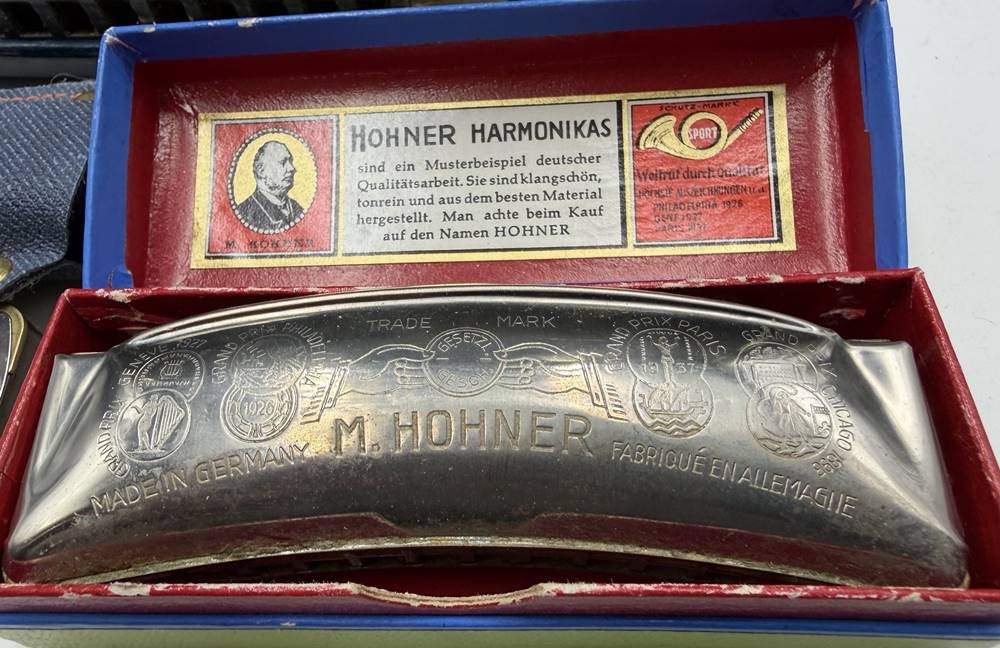 M. HOHNER
HOHNER HARMONIKAS
sind ein Musterbeispiel deutscher
Qualitätsarbeit. Sie sind klangschön,
tonrein und aus dem besten Material
hergestellt. Man achte beim Kauf
auf den Namen HOHNER
SCHUTZ-MARKE
SPORT
Weltruf durch Qualität
HÖCHSTE AUSZEICHNUNGEN
PHILADELPHIA 1926
GENF 1927
PARIS 1937
GRAND PRIX GENEVE 1927
GRAND PRIX PHILADELPHIA
1926
TRADE MARK
GESETZL.
GESCH.
GRAND PRIX PARIS
1937
GRAND PRIX CHICAGO 1893
M. HOHNER
MADE IN GERMANY
FABRIQUÉ EN ALLEMAGNE